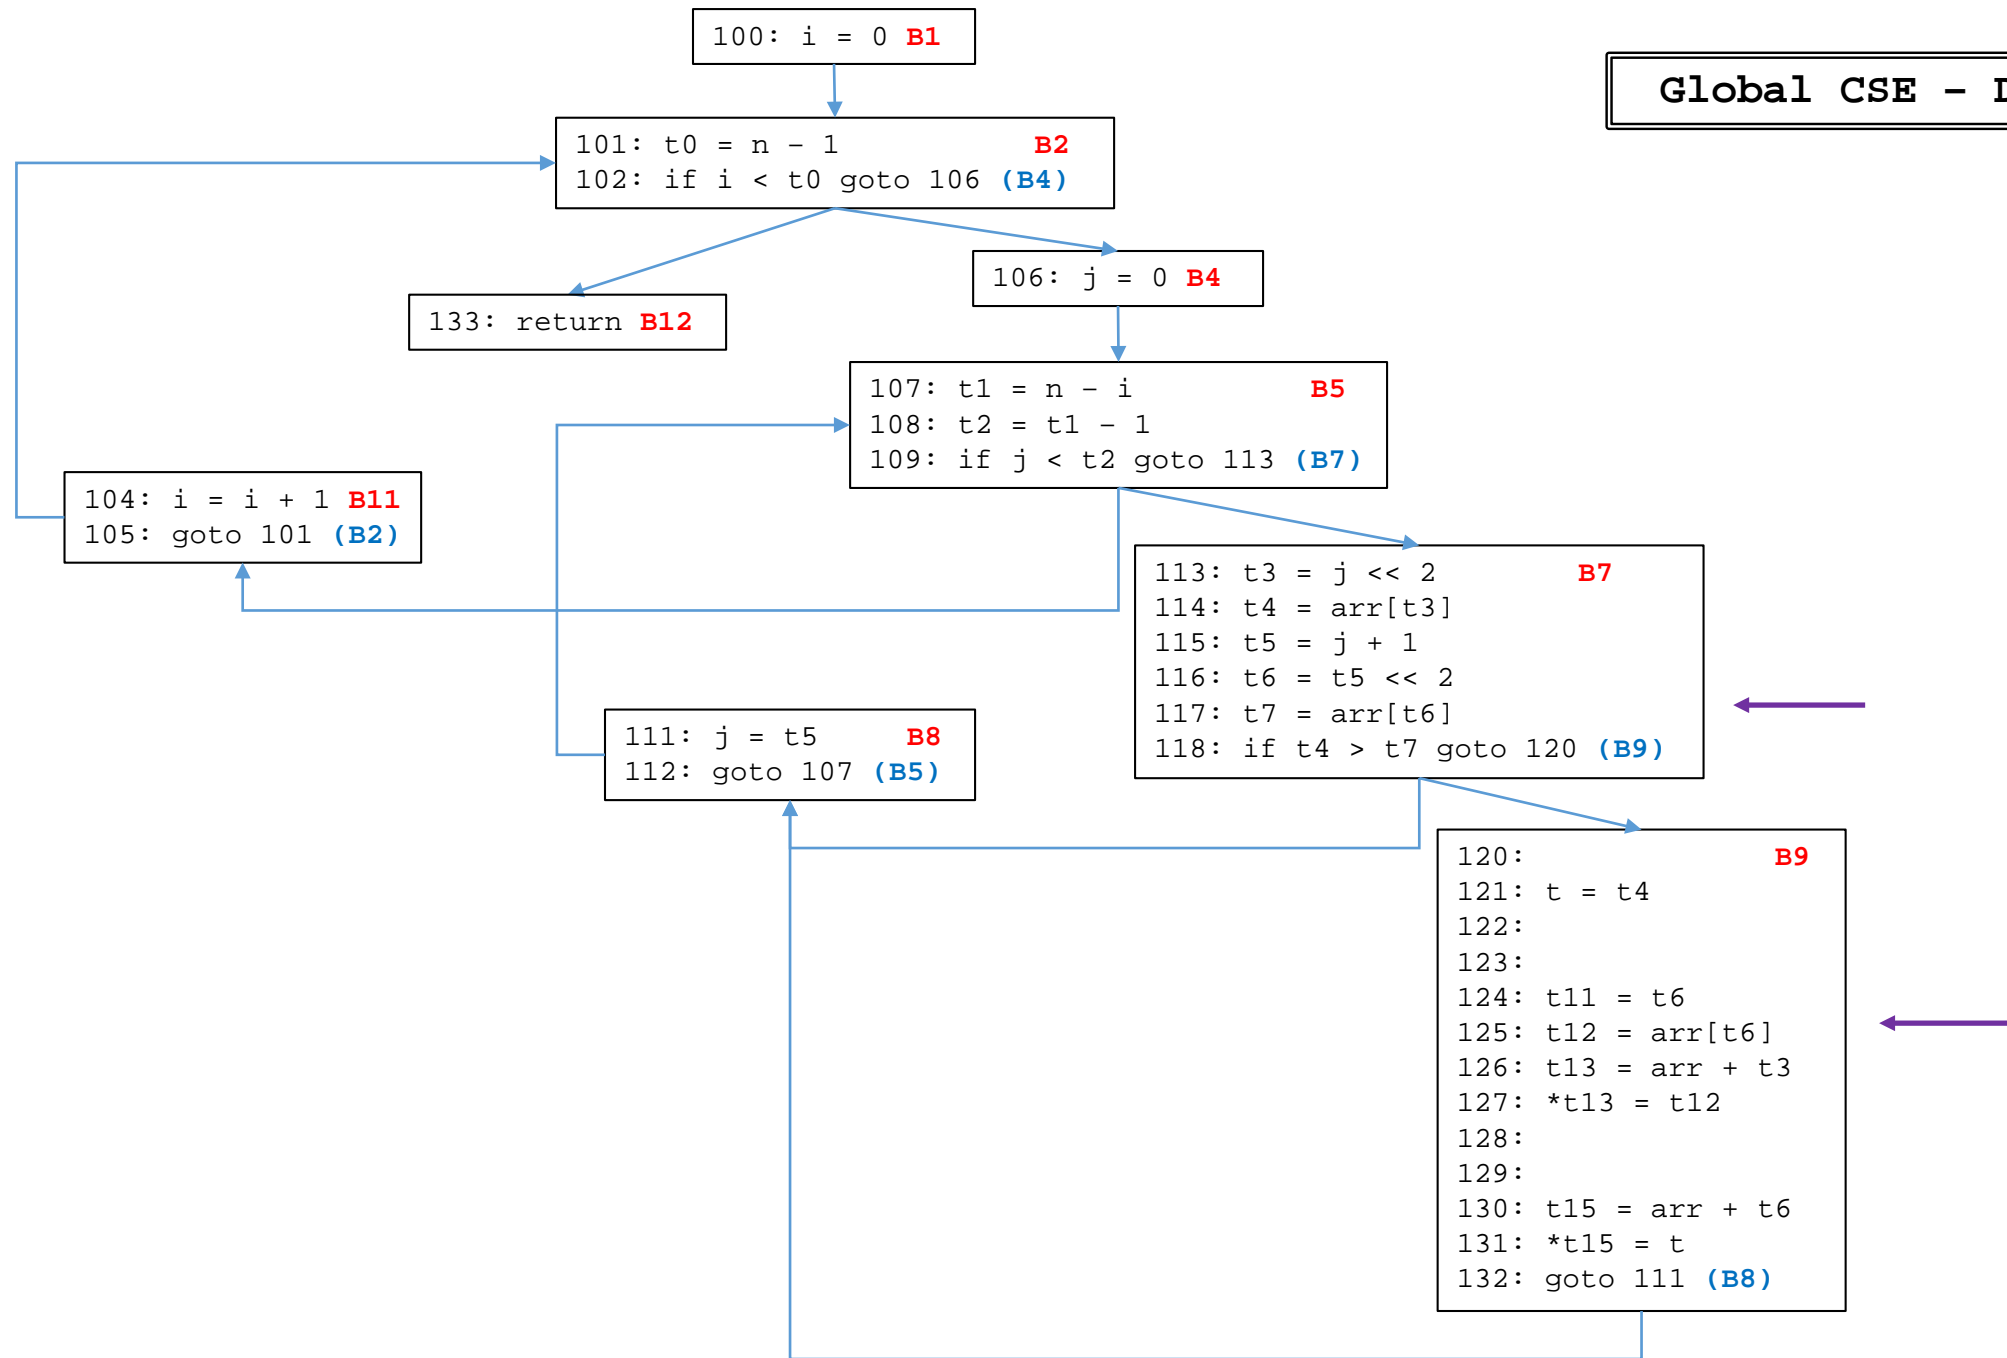 100: i = 0 B1
Global CSE –
101: t0 = n – 1 B2
102: if i < t0 goto 106 (B4)
106: j = 0 B4
133: return B12
107: t1 = n – i B5
108: t2 = t1 – 1
109: if j < t2 goto 113 (B7)
104: i = i + 1 B11
105: goto 101 (B2)
113: t3 = j << 2 B7
114: t4 = arr[t3]
115: t5 = j + 1
116: t6 = t5 << 2
117: t7 = arr[t6]
118: if t4 > t7 goto 120 (B9)
111: j = t5 B8
112: goto 107 (B5)
120: B9
121: t = t4
122:
123:
124: t11 = t6
125: t12 = arr[t6]
126: t13 = arr + t3
127: *t13 = t12
128:
129:
130: t15 = arr + t6
131: *t15 = t
132: goto 111 (B8)